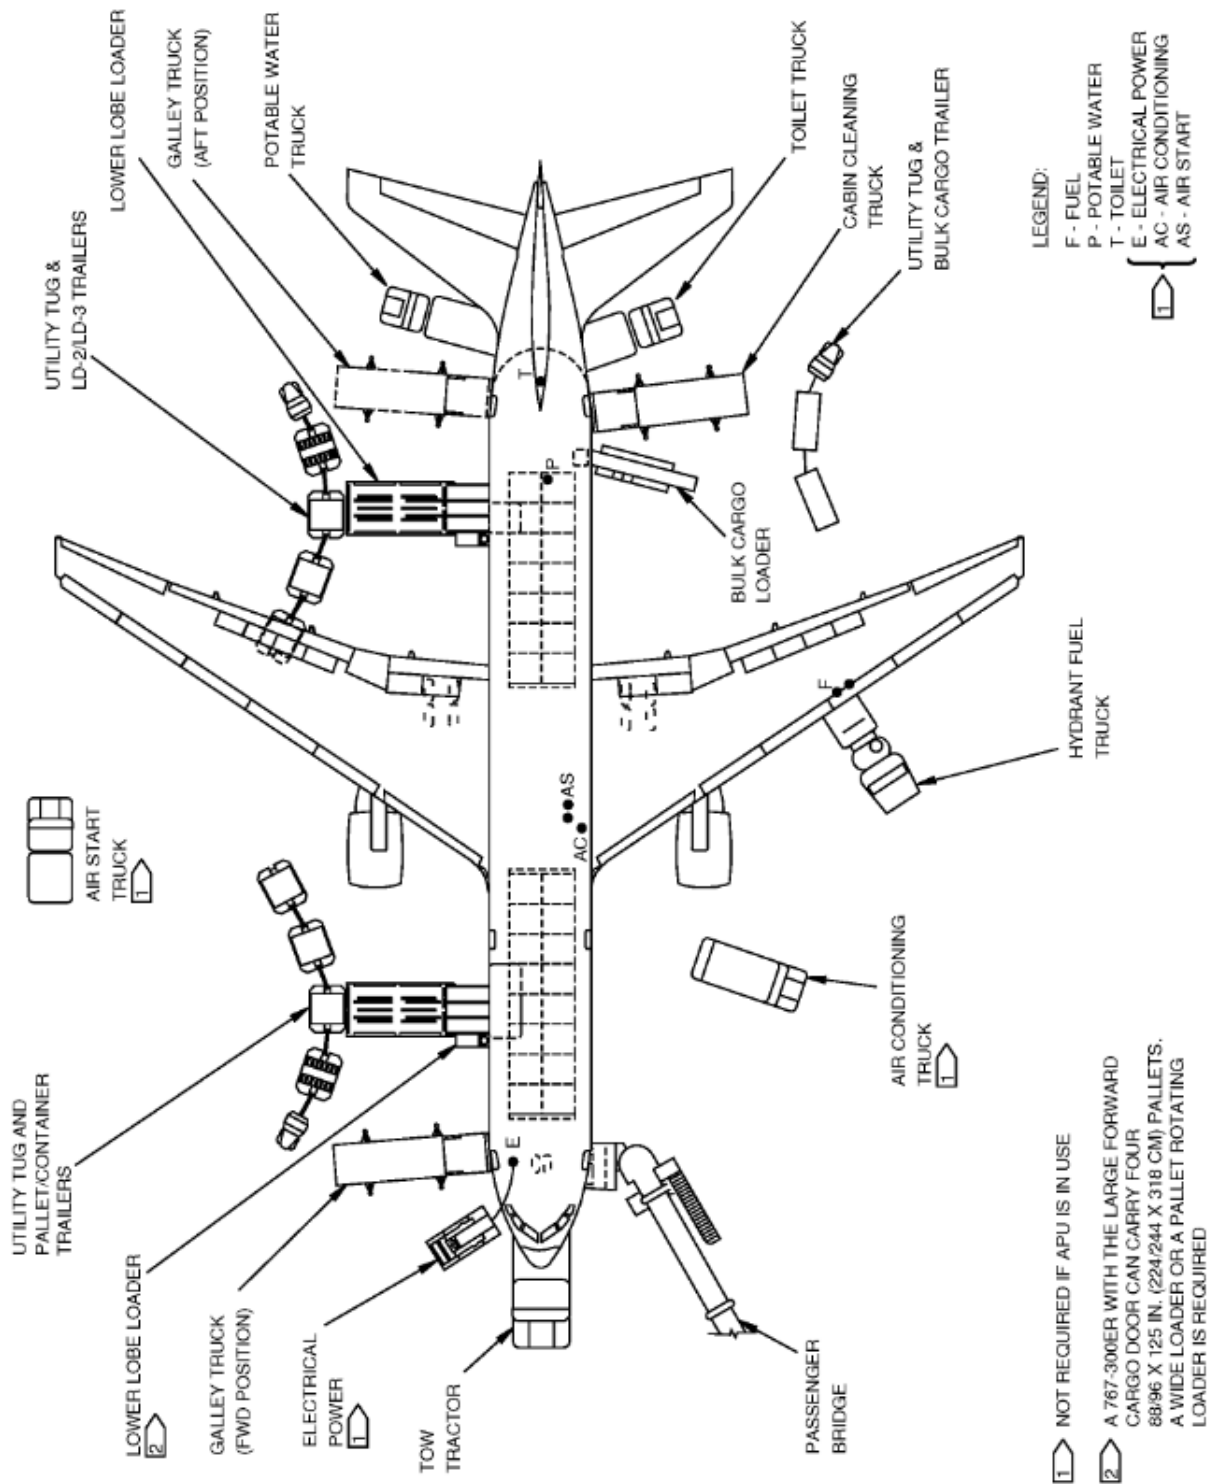 UTILITY TUG AND
PALLET/CONTAINER
TRAILERS
AIR START
TRUCK
1
UTILITY TUG &
LD-2/LD-3 TRAILERS
LOWER LOBE LOADER
GALLEY TRUCK
(AFT POSITION)
POTABLE WATER
TRUCK
LOWER LOBE LOADER
2
GALLEY TRUCK
(FWD POSITION)
ELECTRICAL
POWER
1
TOW
TRACTOR
E
AC
AS
P
T
F
PASSENGER
BRIDGE
AIR CONDITIONING
TRUCK
1
HYDRANT FUEL
TRUCK
BULK CARGO
LOADER
TOILET TRUCK
CABIN CLEANING
TRUCK
UTILITY TUG &
BULK CARGO TRAILER
LEGEND:
F - FUEL
P - POTABLE WATER
T - TOILET
E - ELECTRICAL POWER
1 AC - AIR CONDITIONING
AS - AIR START
1 NOT REQUIRED IF APU IS IN USE
2 A 767-300ER WITH THE LARGE FORWARD
CARGO DOOR CAN CARRY FOUR
88/96 X 125 IN. (224/244 X 318 CM) PALLETS.
A WIDE LOADER OR A PALLET ROTATING
LOADER IS REQUIRED